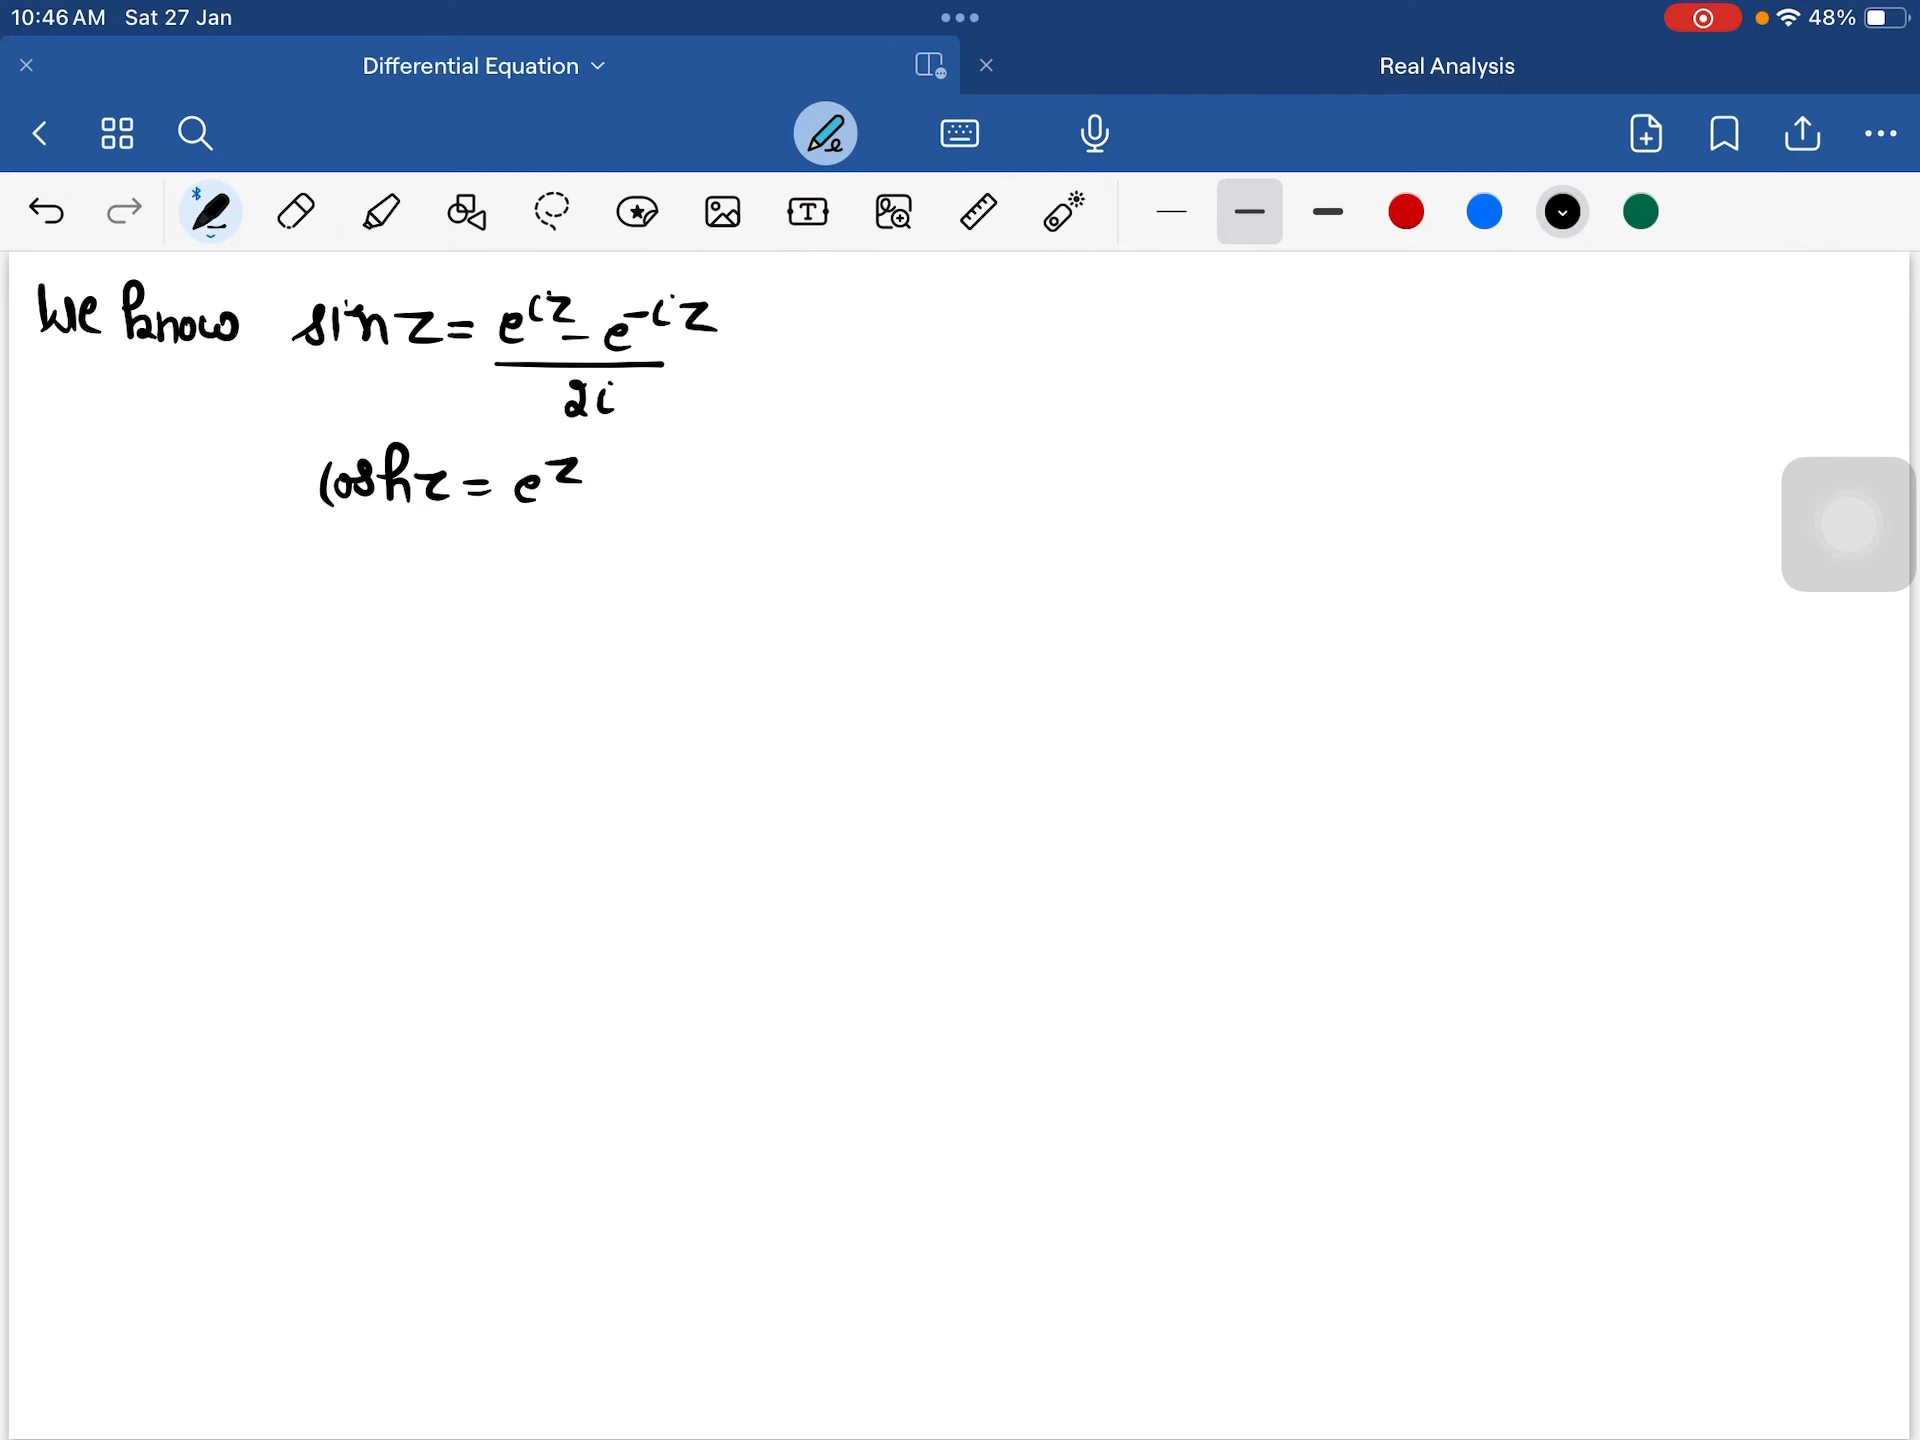 10:46 AM Sat 27 Jan 48%
Differential Equation Real Analysis
We know sin z = e^{iz} - e^{-iz}
2i
cosh z = e^z